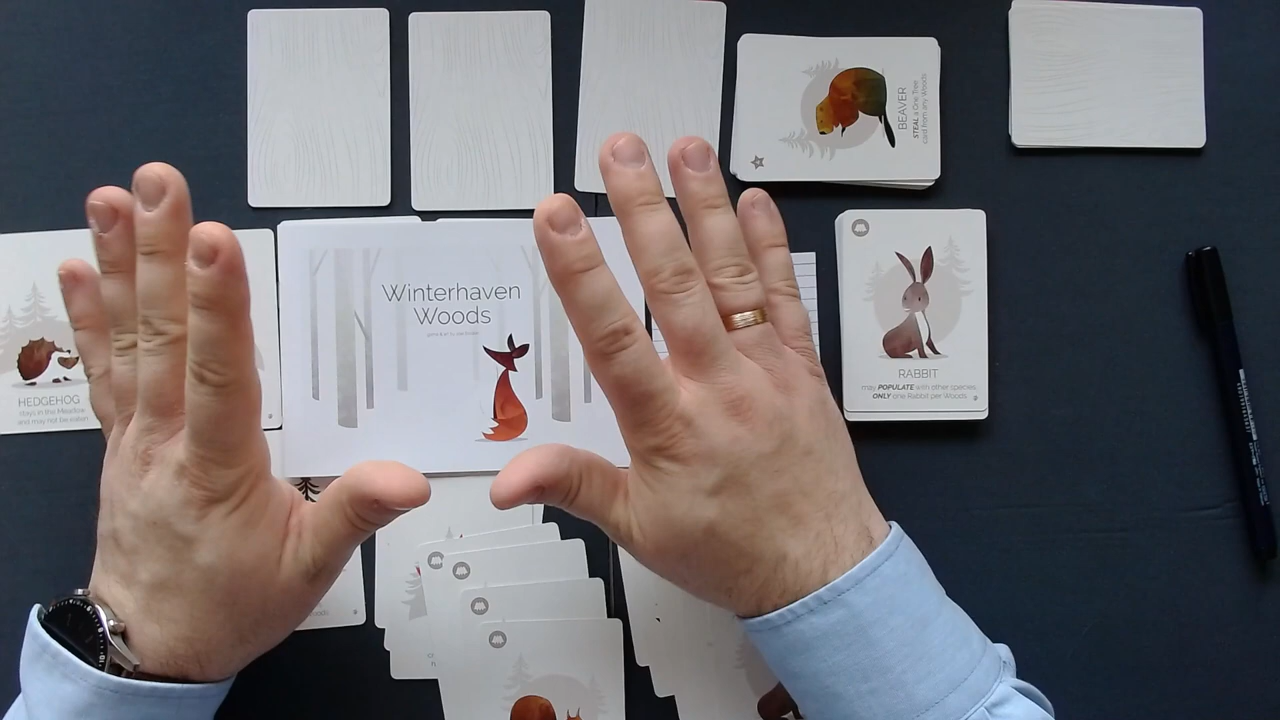 BEAVER
STEAL a One Tree
card from any Woods
Winterhaven
Woods
HEDGEHOG
stays in the Meadow
and may not be eaten
RABBIT
may POPULATE with other species
ONLY one Rabbit per Woods